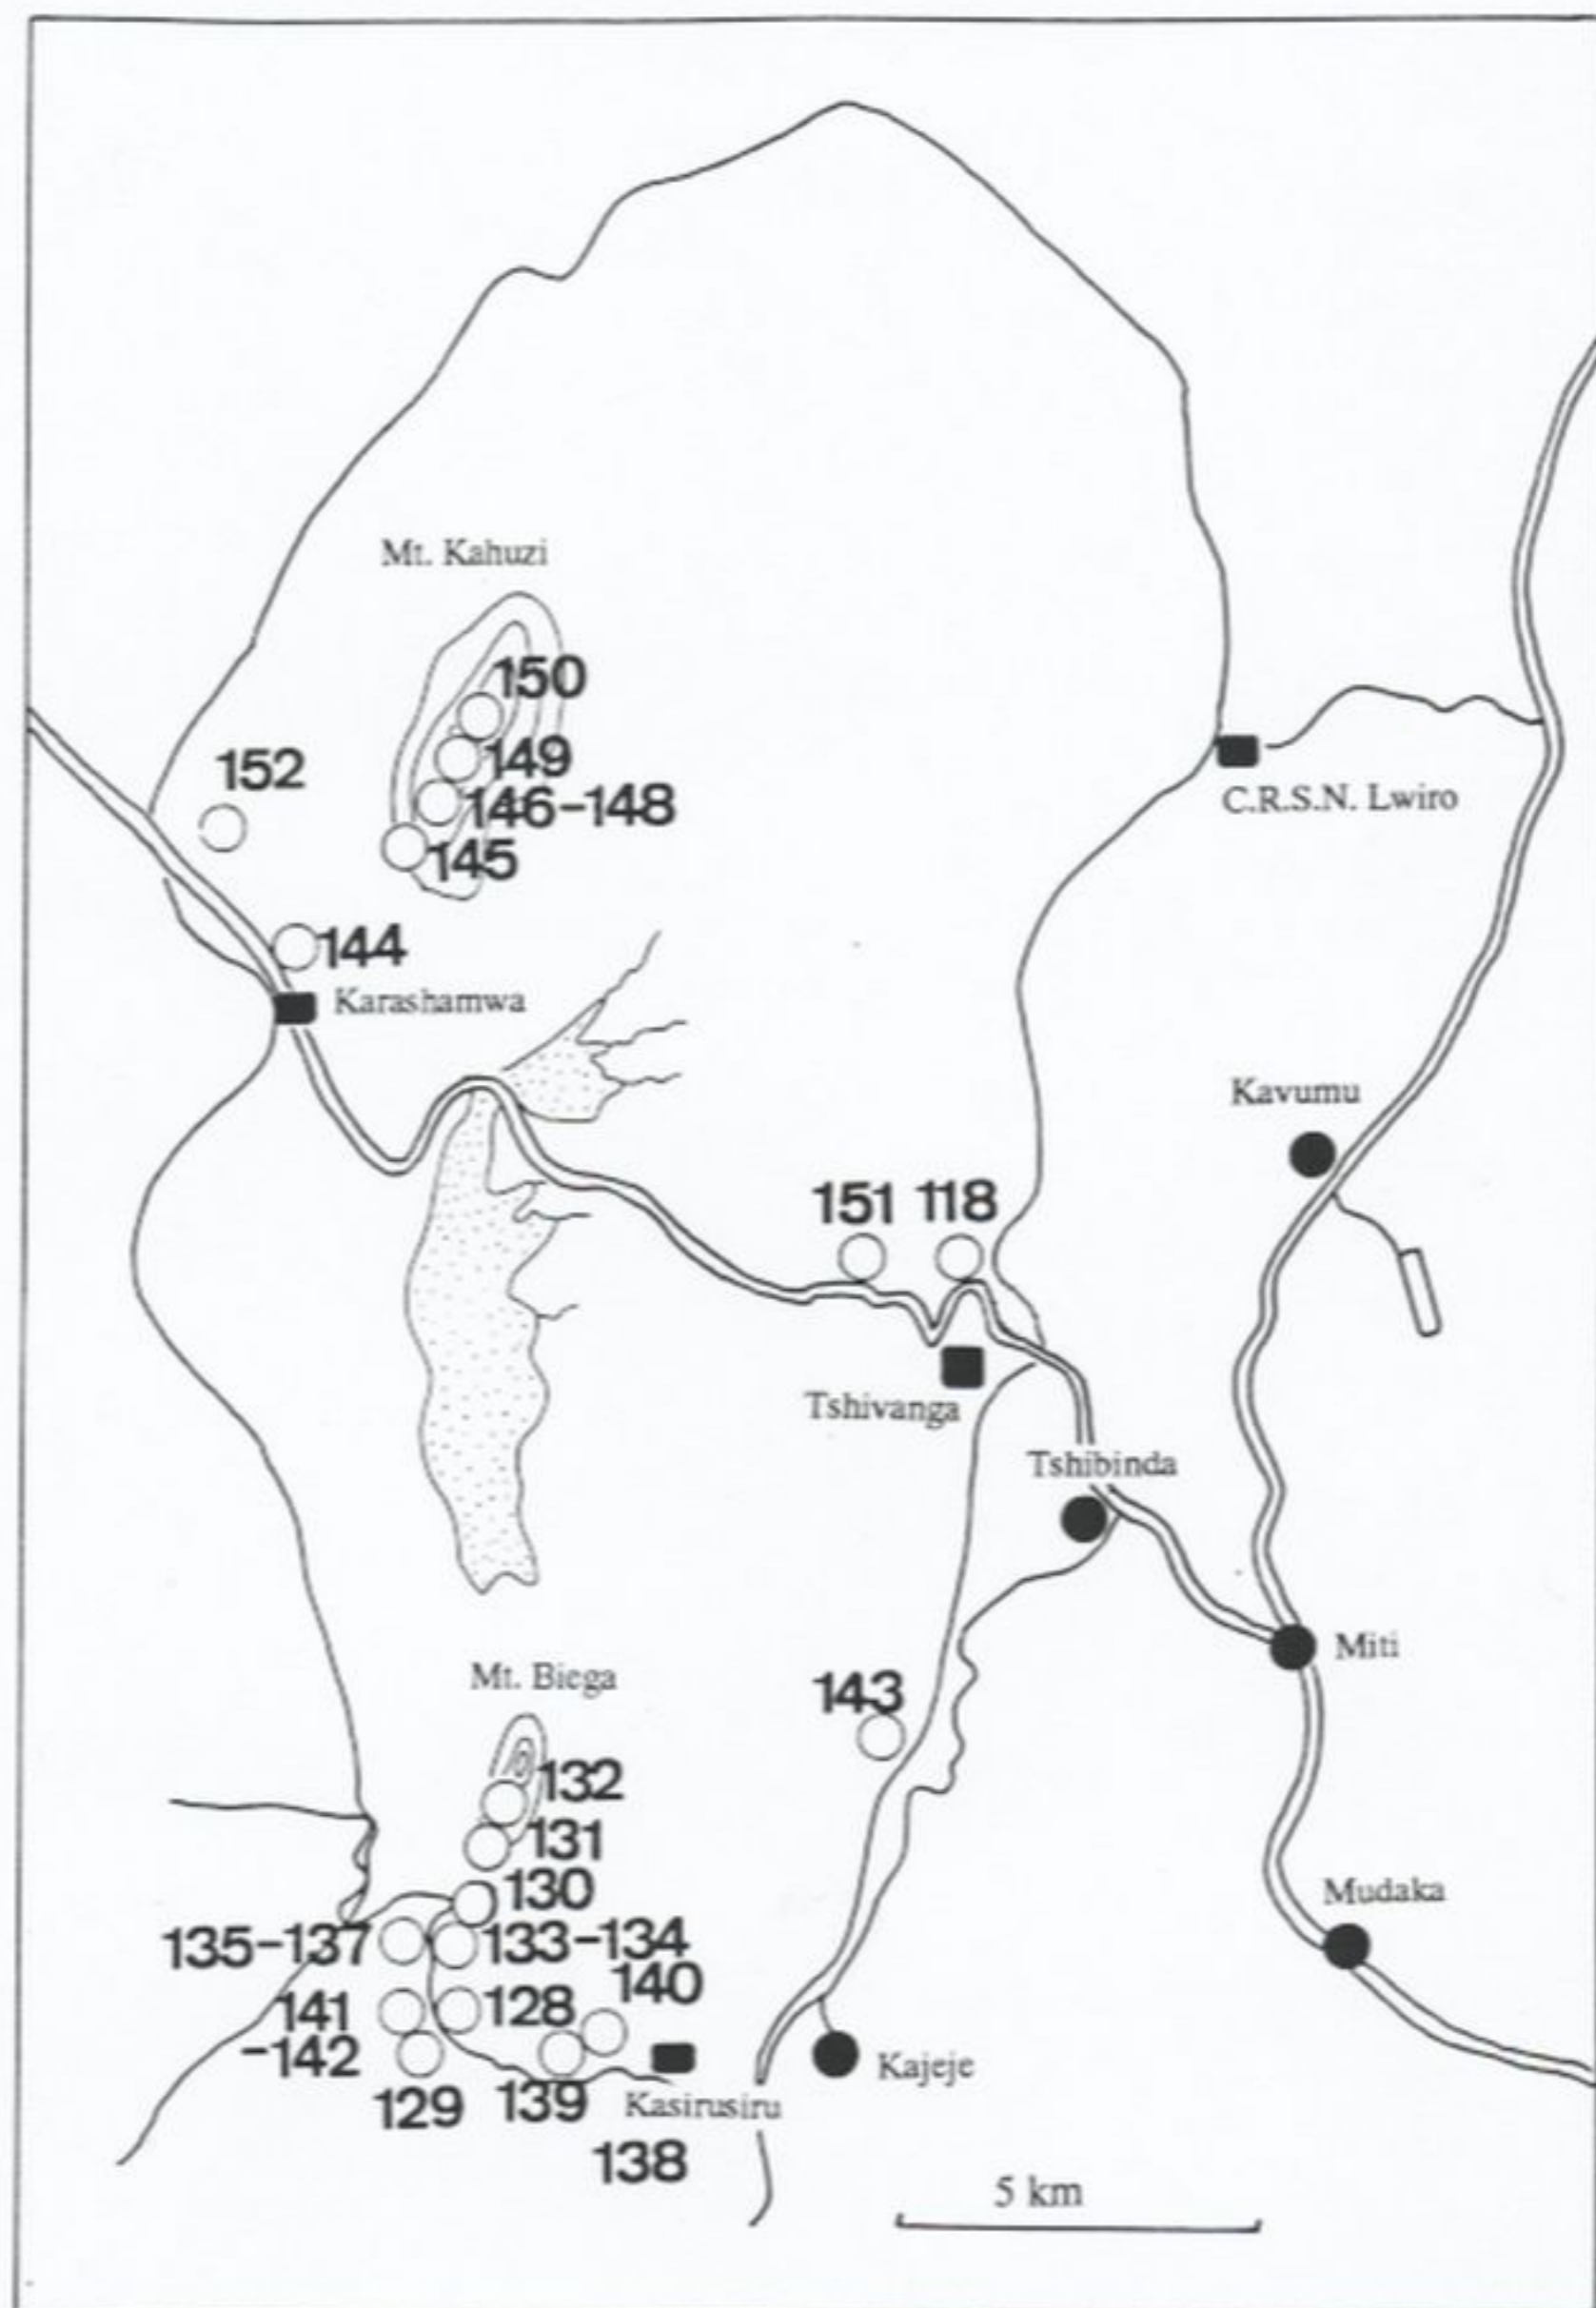 Mt. Kahuzi
150
149
152
146-148
C.R.S.N. Lwiro
145
144
Karashamwa
Kavumu
151 118
Tshivanga
Tshibinda
Miti
Mt. Biega
143
132
131
130
Mudaka
135-137
133-134
140
141
128
-142
Kajeje
129
139
Kasirusiru
138
5 km